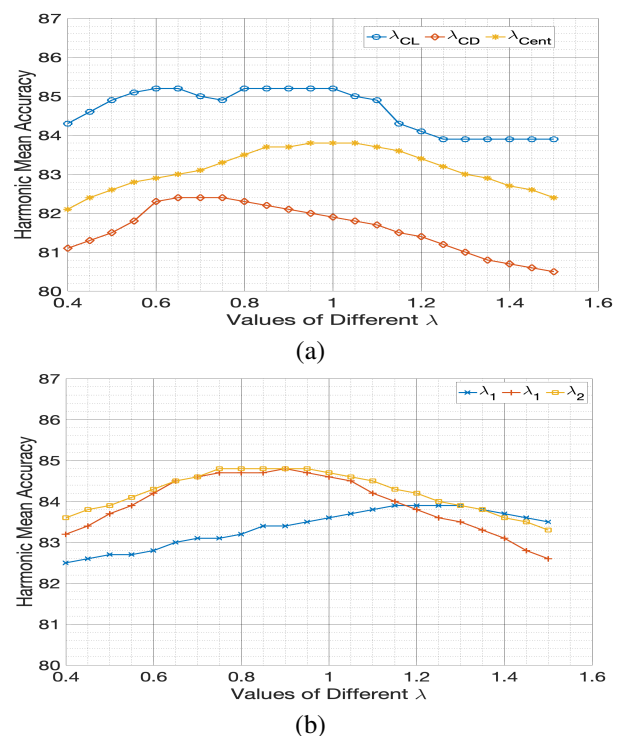 87
86
85
84
83
82
81
80
Harmonic Mean Accuracy
λCL λCD λCent
0.4 0.6 0.8 1 1.2 1.4 1.6
Values of Different λ
(a)
87
86
85
84
83
82
81
80
Harmonic Mean Accuracy
λ1 λ1 λ2
0.4 0.6 0.8 1 1.2 1.4 1.6
Values of Different λ
(b)